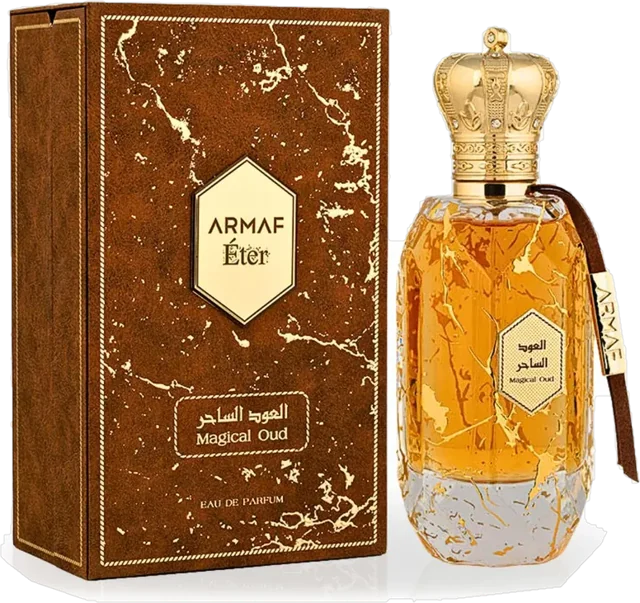 ARMAF
Éter
العود الساحر
Magical Oud
EAU DE PARFUM
العود
الساحر
Magical Oud
ARMAF